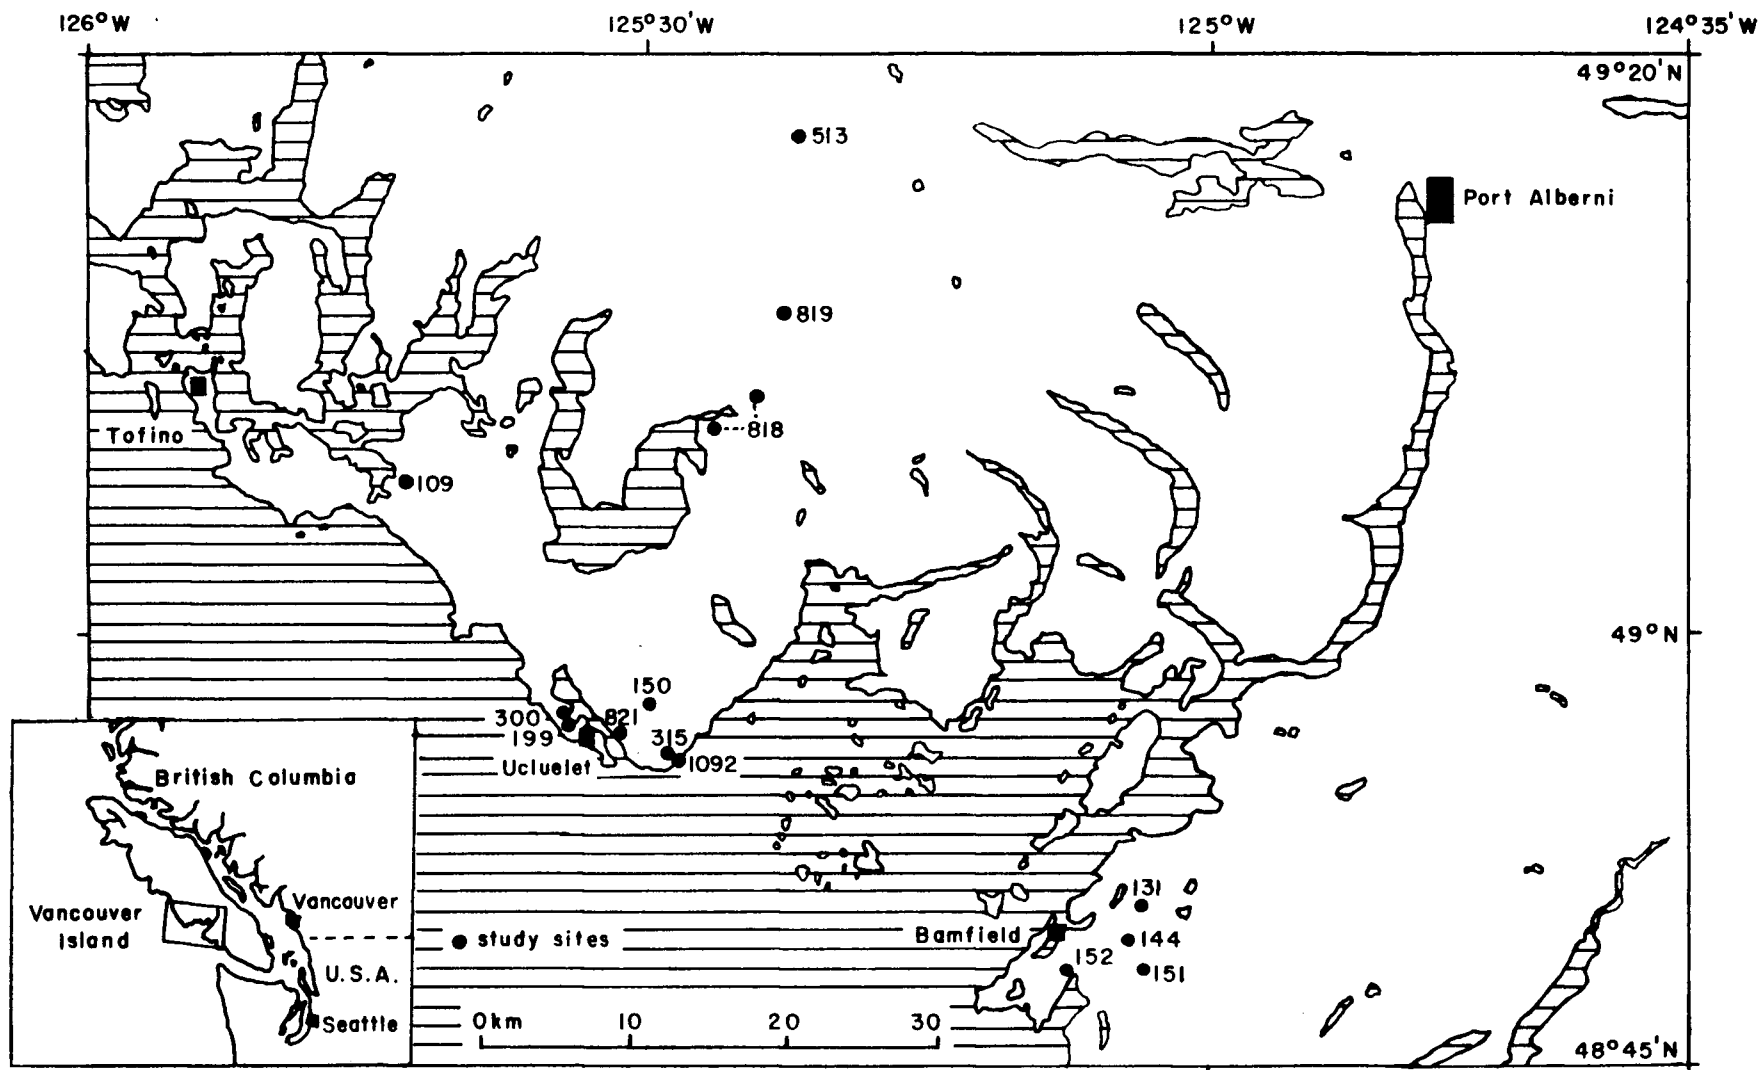 126°W
125°30'W
125°W
124°35'W
49°20'N
513
Port Alberni
819
818
Tofino
109
49°N
150
300
821
199
315
Ucluelet
1092
British Columbia
Vancouver
Vancouver
Island
131
Bamfield
144
study sites
152
151
U.S.A.
Seattle
0km
10
20
30
48°45'N